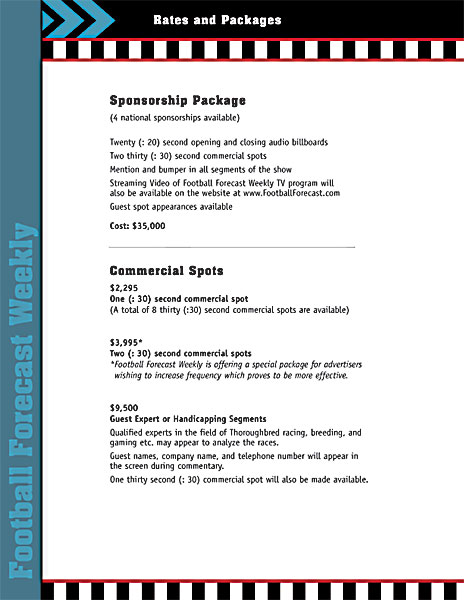 Rates and Packages
Football Forecast Weekly
Sponsorship Package
(4 national sponsorships available)
Twenty (: 20) second opening and closing audio billboards
Two thirty (: 30) second commercial spots
Mention and bumper in all segments of the show
Streaming Video of Football Forecast Weekly TV program will
also be available on the website at www.FootballForecast.com
Guest spot appearances available
Cost: $35,000
Commercial Spots
$2,295
One (: 30) second commercial spot
(A total of 8 thirty (:30) second commercial spots are available)
$3,995*
Two (: 30) second commercial spots
*Football Forecast Weekly is offering a special package for advertisers
wishing to increase frequency which proves to be more effective.
$9,500
Guest Expert or Handicapping Segments
Qualified experts in the field of Thoroughbred racing, breeding, and
gaming etc. may appear to analyze the races.
Guest names, company name, and telephone number will appear in
the screen during commentary.
One thirty second (: 30) commercial spot will also be made available.